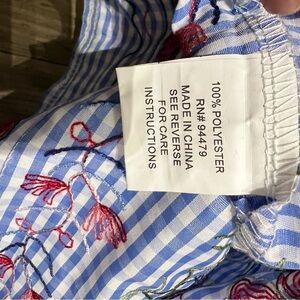 100% POLYESTER
RN# 94479
MADE IN CHINA
SEE REVERSE
FOR CARE
INSTRUCTIONS